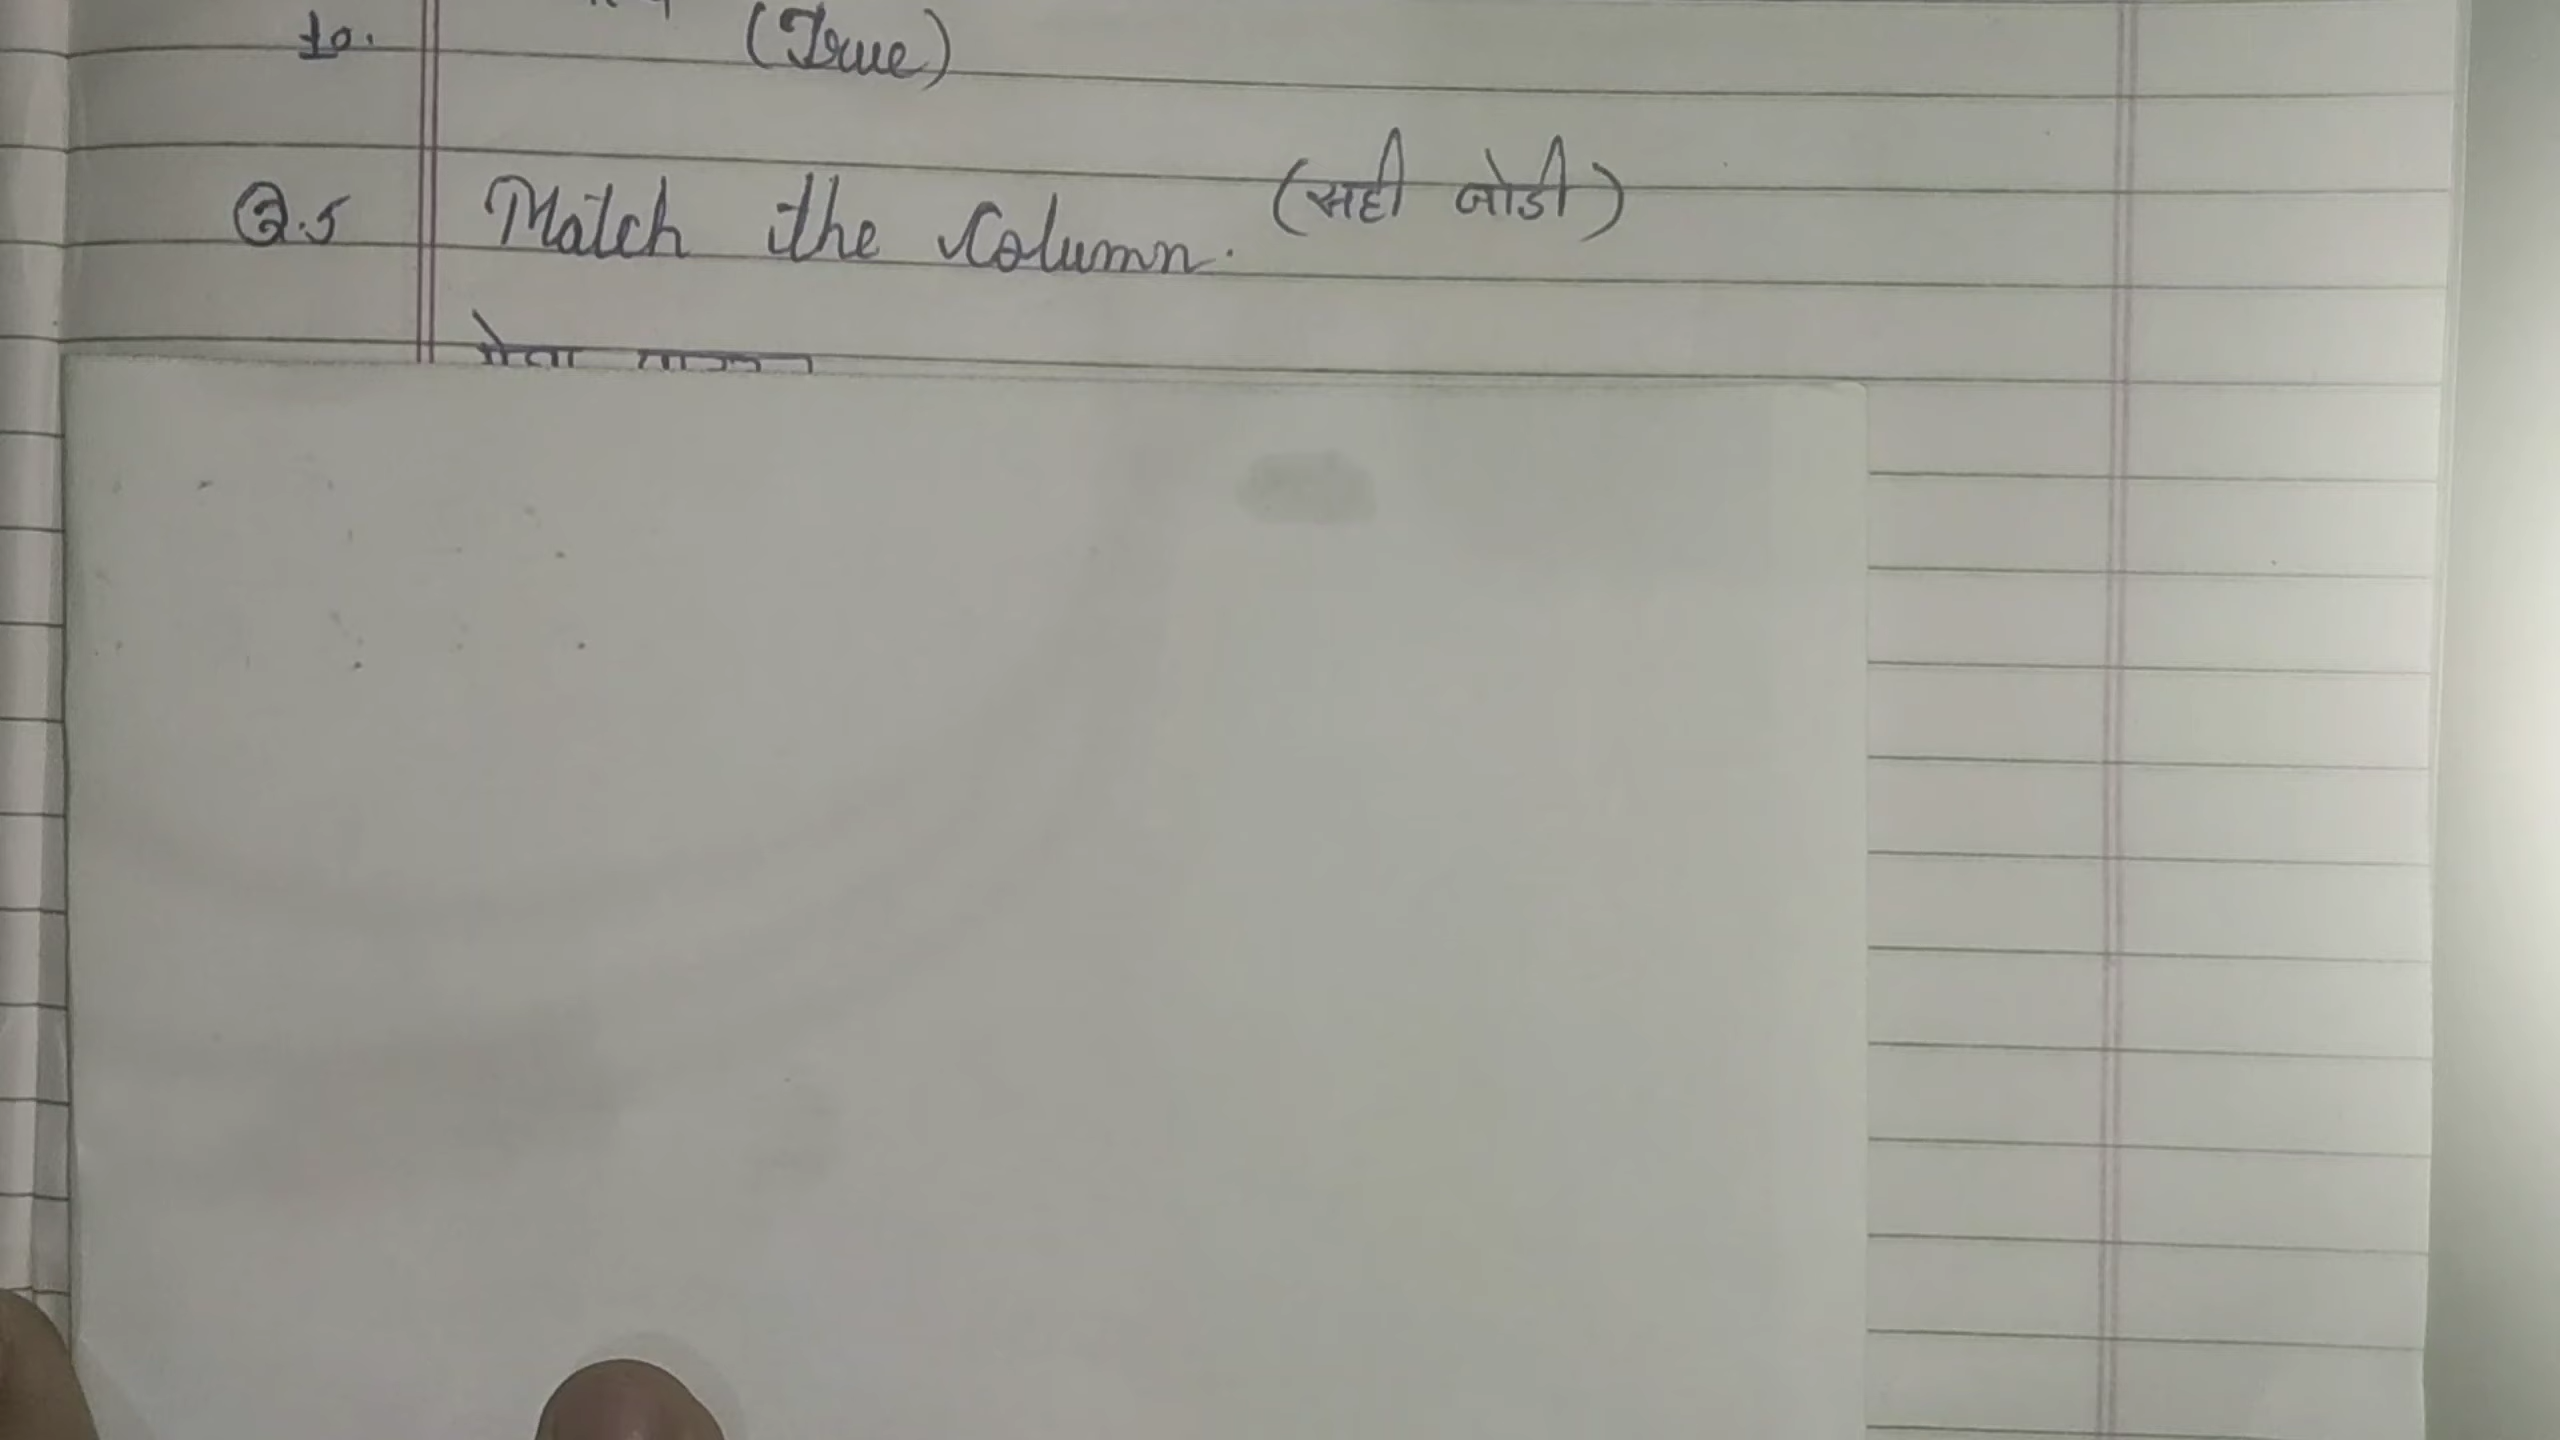 10. (True)
Q.5 Match the Column. (सही जोडी)